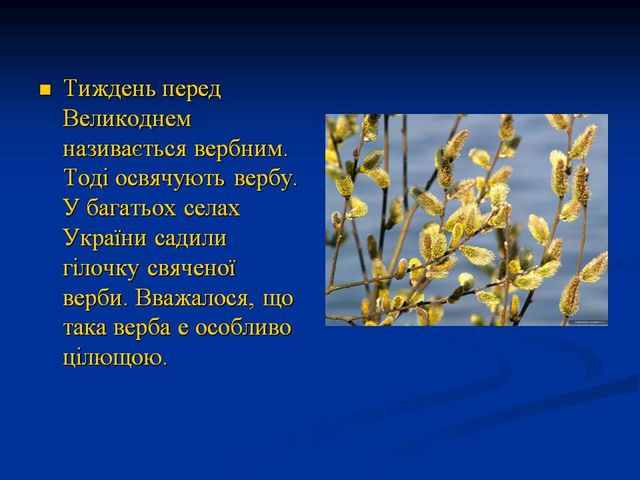 Тиждень перед
Великоднем
називається вербним.
Тоді освячують вербу.
У багатьох селах
України садили
гілочку свяченої
верби. Вважалося, що
така верба е особливо
цілющою.